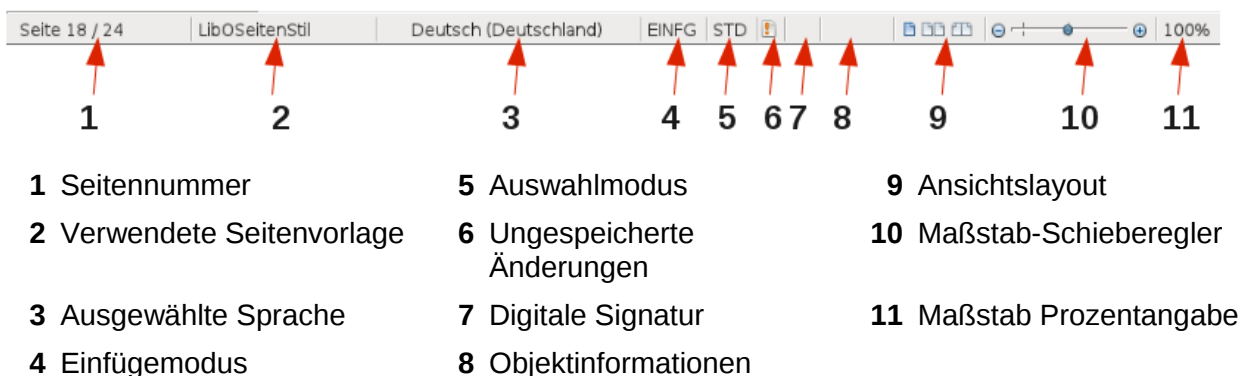 Seite 18 / 24 LibOSeitenStil Deutsch (Deutschland) EINFG STD 100%
1 2 3 4 5 6 7 8 9 10 11
1 Seitennummer
2 Verwendete Seitenvorlage
3 Ausgewählte Sprache
4 Einfügemodus
5 Auswahlmodus
6 Ungespeicherte
Änderungen
7 Digitale Signatur
8 Objektinformationen
9 Ansichtslayout
10 Maßstab-Schieberegler
11 Maßstab Prozentangabe